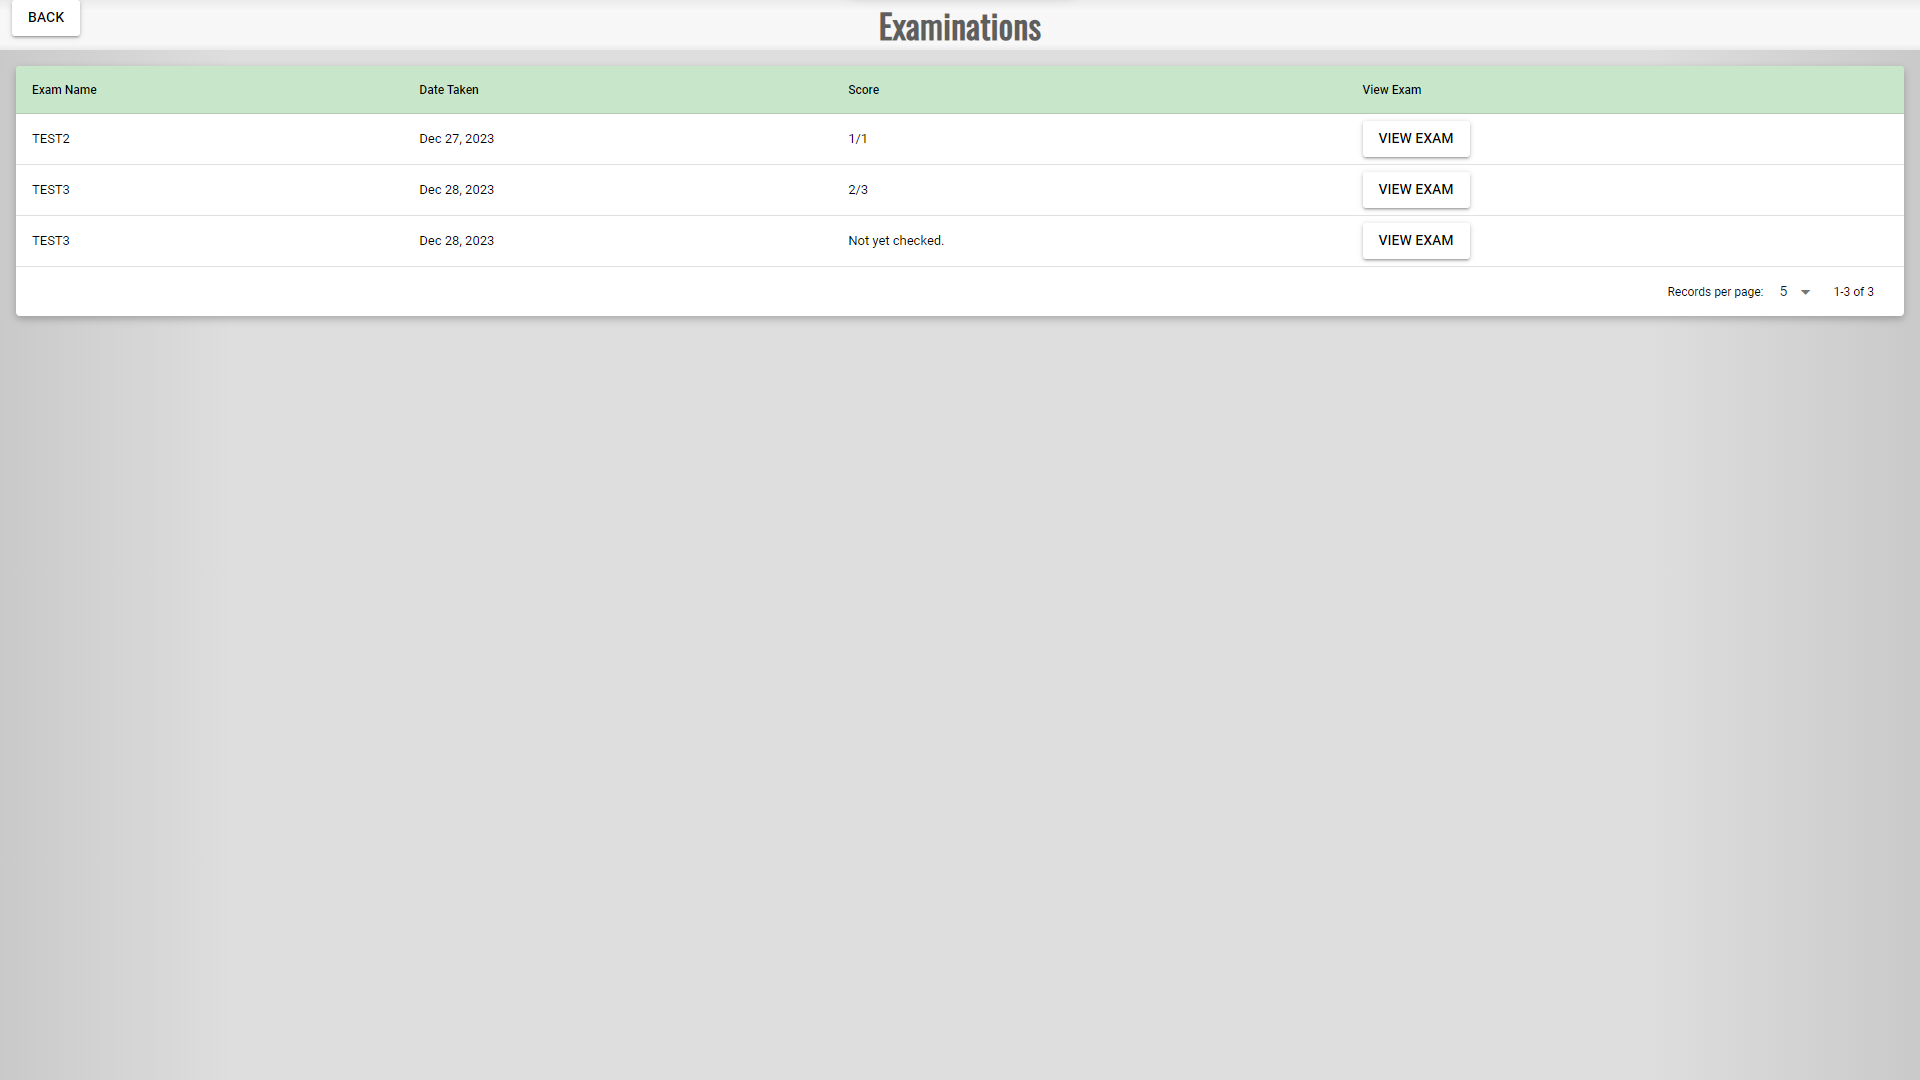 BACK
Examinations
Exam Name Date Taken Score View Exam
TEST2 Dec 27, 2023 1/1 VIEW EXAM
TEST3 Dec 28, 2023 2/3 VIEW EXAM
TEST3 Dec 28, 2023 Not yet checked. VIEW EXAM
Records per page: 5 1-3 of 3